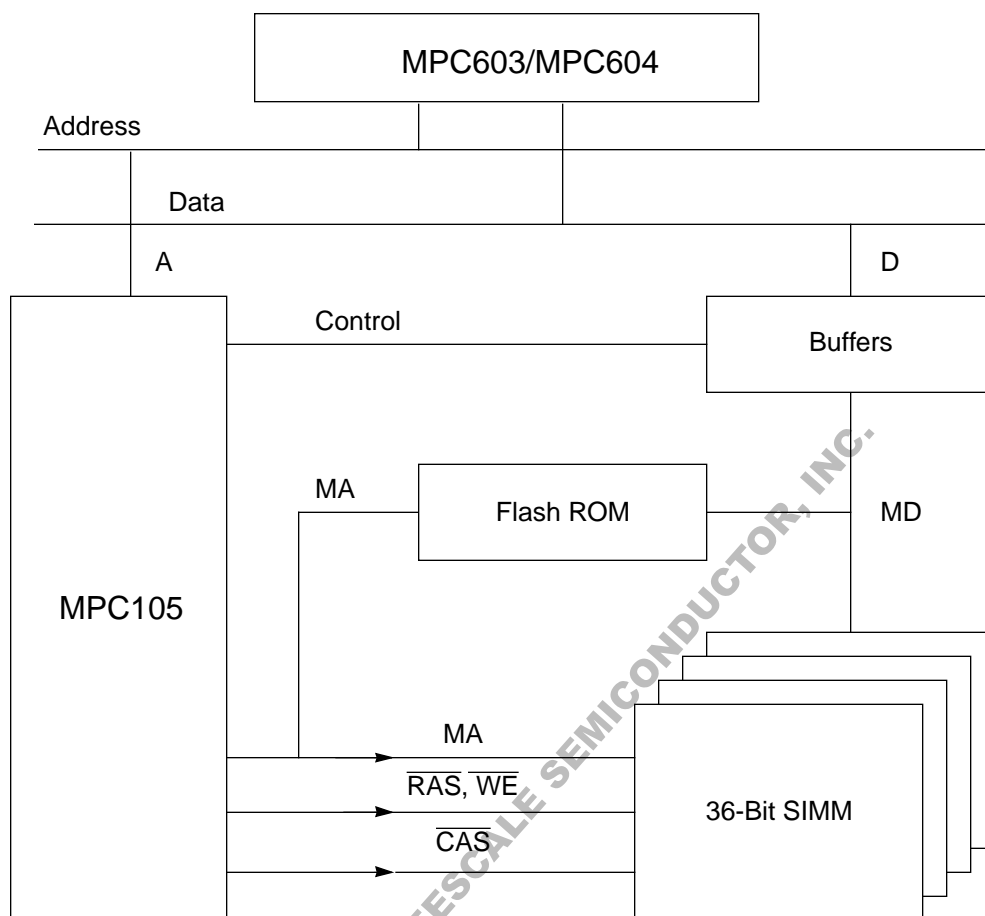 MPC603/MPC604
Address
Data
A
D
Control
Buffers
MA
Flash ROM
MD
MPC105
MA
RAS, WE
36-Bit SIMM
CAS
ESCALE SEMICONDUCTOR, INC.